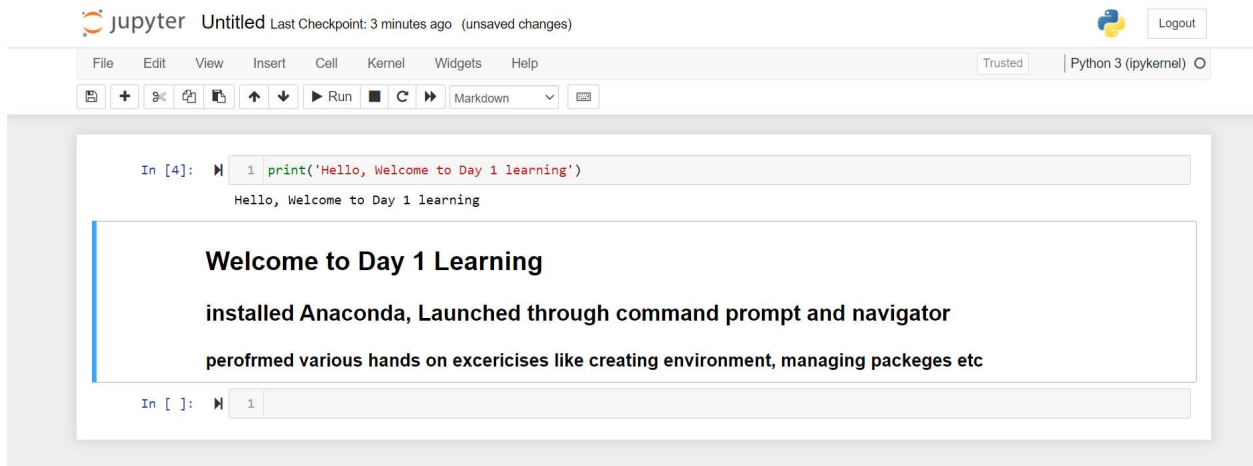 jupyter Untitled Last Checkpoint: 3 minutes ago (unsaved changes) Logout
File Edit View Insert Cell Kernel Widgets Help Trusted Python 3 (ipykernel)
Run Markdown
In [4]: 1 print('Hello, Welcome to Day 1 learning')
Hello, Welcome to Day 1 learning
Welcome to Day 1 Learning
installed Anaconda, Launched through command prompt and navigator
perofrmed various hands on excericises like creating environment, managing packeges etc
In [ ]: 1